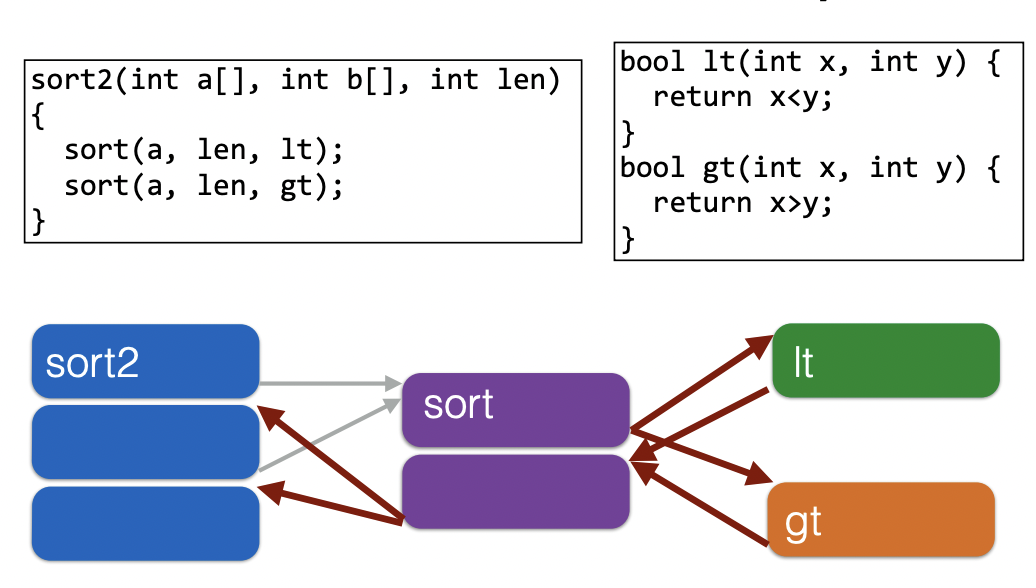 sort2(int a[], int b[], int len)
{
  sort(a, len, lt);
  sort(a, len, gt);
}
bool lt(int x, int y) {
  return x<y;
}
bool gt(int x, int y) {
  return x>y;
}
sort2
sort
lt
gt